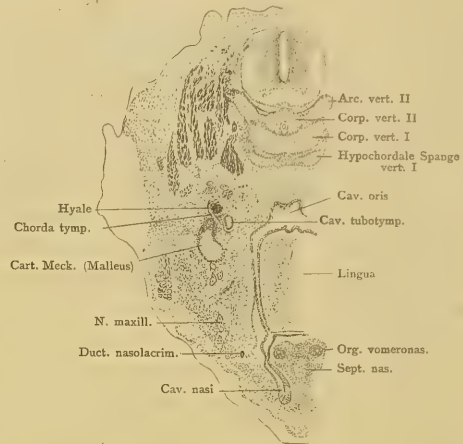 Arc. vert. II
Corp. vert. II
Corp. vert. I
Hypochordale Spange
vert. I
Cav. oris
Hyale
Cav. tubotymp.
Chorda tymp.
Cart. Meck. (Malleus)
Lingua
N. maxill.
Org. vomeronas.
Duct. nasolacrim.
Sept. nas.
Cav. nasi